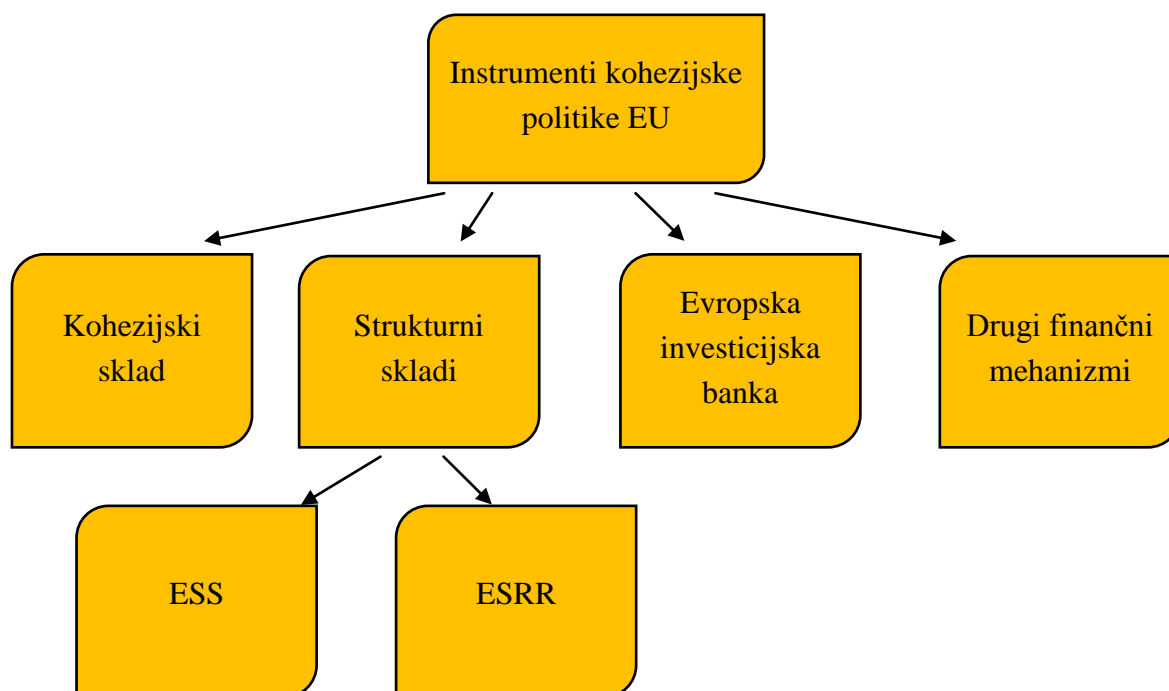 Instrumenti kohezijske
politike EU
Kohezijski
sklad
Strukturni
skladi
Evropska
investicijska
banka
Drugi finančni
mehanizmi
ESS
ESRR